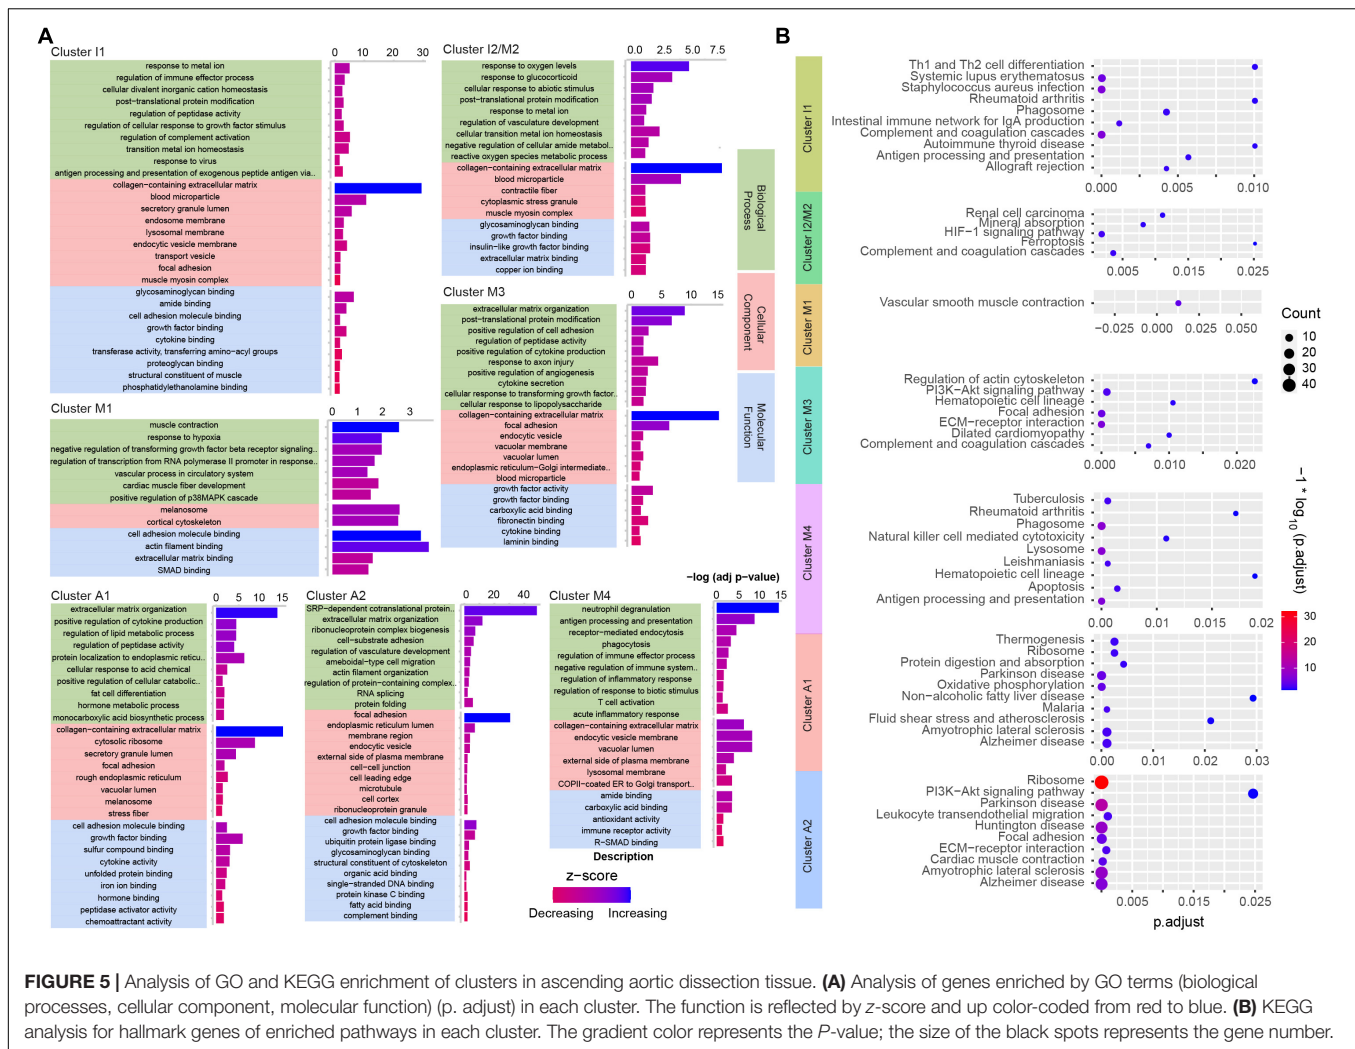 A
Cluster I1
0 10 20 30
response to metal ion
regulation of immune effector process
cellular divalent inorganic cation homeostasis
post-translational protein modification
regulation of peptidase activity
regulation of cellular response to growth factor stimulus
regulation of complement activation
transition metal ion homeostasis
response to virus
antigen processing and presentation of exogenous peptide antigen via..
collagen-containing extracellular matrix
blood microparticle
secretory granule lumen
endosome membrane
lysosomal membrane
endocytic vesicle membrane
transport vesicle
focal adhesion
muscle myosin complex
glycosaminoglycan binding
amide binding
cell adhesion molecule binding
growth factor binding
cytokine binding
transferase activity, transferring amino-acyl groups
proteoglycan binding
structural constituent of muscle
phosphatidylethanolamine binding
Cluster I2/M2
0.0 2.5 5.0 7.5
response to oxygen levels
response to glucocorticoid
cellular response to abiotic stimulus
post-translational protein modification
response to metal ion
regulation of vasculature development
cellular transition metal ion homeostasis
negative regulation of cellular amide metabol..
reactive oxygen species metabolic process
collagen-containing extracellular matrix
blood microparticle
contractile fiber
cytoplasmic stress granule
muscle myosin complex
glycosaminoglycan binding
growth factor binding
insulin-like growth factor binding
extracellular matrix binding
copper ion binding
Biological Process
Cellular Component
Molecular Function
Cluster M3
0 5 10 15
extracellular matrix organization
post-translational protein modification
positive regulation of cell adhesion
regulation of peptidase activity
positive regulation of cytokine production
response to axon injury
positive regulation of angiogenesis
cytokine secretion
cellular response to transforming growth factor..
cellular response to lipopolysaccharide
collagen-containing extracellular matrix
focal adhesion
endocytic vesicle
vacuolar membrane
vacuolar lumen
endoplasmic reticulum-Golgi intermediate..
blood microparticle
growth factor activity
growth factor binding
carboxylic acid binding
fibronectin binding
cytokine binding
laminin binding
Cluster M1
0 1 2 3
muscle contraction
response to hypoxia
negative regulation of transforming growth factor beta receptor signaling..
regulation of transcription from RNA polymerase II promoter in response..
vascular process in circulatory system
cardiac muscle fiber development
positive regulation of p38MAPK cascade
melanosome
cortical cytoskeleton
cell adhesion molecule binding
actin filament binding
extracellular matrix binding
SMAD binding
Cluster A1
0 5 10 15
extracellular matrix organization
positive regulation of cytokine production
regulation of lipid metabolic process
regulation of peptidase activity
protein localization to endoplasmic reticu..
cellular response to acid chemical
positive regulation of cellular catabolic..
fat cell differentiation
hormone metabolic process
monocarboxylic acid biosynthetic process
collagen-containing extracellular matrix
cytosolic ribosome
secretory granule lumen
focal adhesion
rough endoplasmic reticulum
vacuolar lumen
melanosome
stress fiber
cell adhesion molecule binding
growth factor binding
sulfur compound binding
cytokine activity
unfolded protein binding
iron ion binding
hormone binding
peptidase activator activity
chemoattractant activity
Cluster A2
0 20 40
SRP-dependent cotranslational protein..
extracellular matrix organization
ribonucleoprotein complex biogenesis
cell-substrate adhesion
regulation of vasculature development
ameboidal-type cell migration
actin filament organization
regulation of protein-containing complex..
RNA splicing
protein folding
focal adhesion
endoplasmic reticulum lumen
membrane region
endocytic vesicle
external side of plasma membrane
cell-cell junction
cell leading edge
microtubule
cell cortex
ribonucleoprotein granule
cell adhesion molecule binding
growth factor binding
ubiquitin protein ligase binding
glycosaminoglycan binding
structural constituent of cytoskeleton
organic acid binding
single-stranded DNA binding
protein kinase C binding
fatty acid binding
complement binding
−log (adj p-value)
Cluster M4
0 5 10 15
neutrophil degranulation
antigen processing and presentation
receptor-mediated endocytosis
phagocytosis
regulation of immune effector process
negative regulation of immune system..
regulation of inflammatory response
regulation of response to biotic stimulus
T cell activation
acute inflammatory response
collagen-containing extracellular matrix
endocytic vesicle membrane
vacuolar lumen
external side of plasma membrane
lysosomal membrane
COPII-coated ER to Golgi transport..
amide binding
carboxylic acid binding
antioxidant activity
immune receptor activity
R-SMAD binding
Description
z-score
Decreasing Increasing
B
Cluster I1
Th1 and Th2 cell differentiation
Systemic lupus erythematosus
Staphylococcus aureus infection
Rheumatoid arthritis
Phagosome
Intestinal immune network for IgA production
Complement and coagulation cascades
Autoimmune thyroid disease
Antigen processing and presentation
Allograft rejection
0.000 0.005 0.010
Cluster I2/M2
Renal cell carcinoma
Mineral absorption
HIF−1 signaling pathway
Ferroptosis
Complement and coagulation cascades
0.005 0.015 0.025
Cluster M1
Vascular smooth muscle contraction
−0.025 0.000 0.025 0.050
Cluster M3
Regulation of actin cytoskeleton
PI3K−Akt signaling pathway
Hematopoietic cell lineage
Focal adhesion
ECM−receptor interaction
Dilated cardiomyopathy
Complement and coagulation cascades
0.000 0.010 0.020
Cluster M4
Tuberculosis
Rheumatoid arthritis
Phagosome
Natural killer cell mediated cytotoxicity
Lysosome
Leishmaniasis
Hematopoietic cell lineage
Apoptosis
Antigen processing and presentation
0.00 0.01 0.015 0.02
Cluster A1
Thermogenesis
Ribosome
Protein digestion and absorption
Parkinson disease
Oxidative phosphorylation
Non−alcoholic fatty liver disease
Malaria
Fluid shear stress and atherosclerosis
Amyotrophic lateral sclerosis
Alzheimer disease
0.01 0.02 0.03
Cluster A2
Ribosome
PI3K−Akt signaling pathway
Parkinson disease
Leukocyte transendothelial migration
Huntington disease
Focal adhesion
ECM−receptor interaction
Cardiac muscle contraction
Amyotrophic lateral sclerosis
Alzheimer disease
0.005 0.015 0.025
p.adjust
Count
10
20
30
40
−1 * log10 (p.adjust)
30
20
10
FIGURE 5 | Analysis of GO and KEGG enrichment of clusters in ascending aortic dissection tissue. (A) Analysis of genes enriched by GO terms (biological
processes, cellular component, molecular function) (p. adjust) in each cluster. The function is reflected by z-score and up color-coded from red to blue. (B) KEGG
analysis for hallmark genes of enriched pathways in each cluster. The gradient color represents the P-value; the size of the black spots represents the gene number.